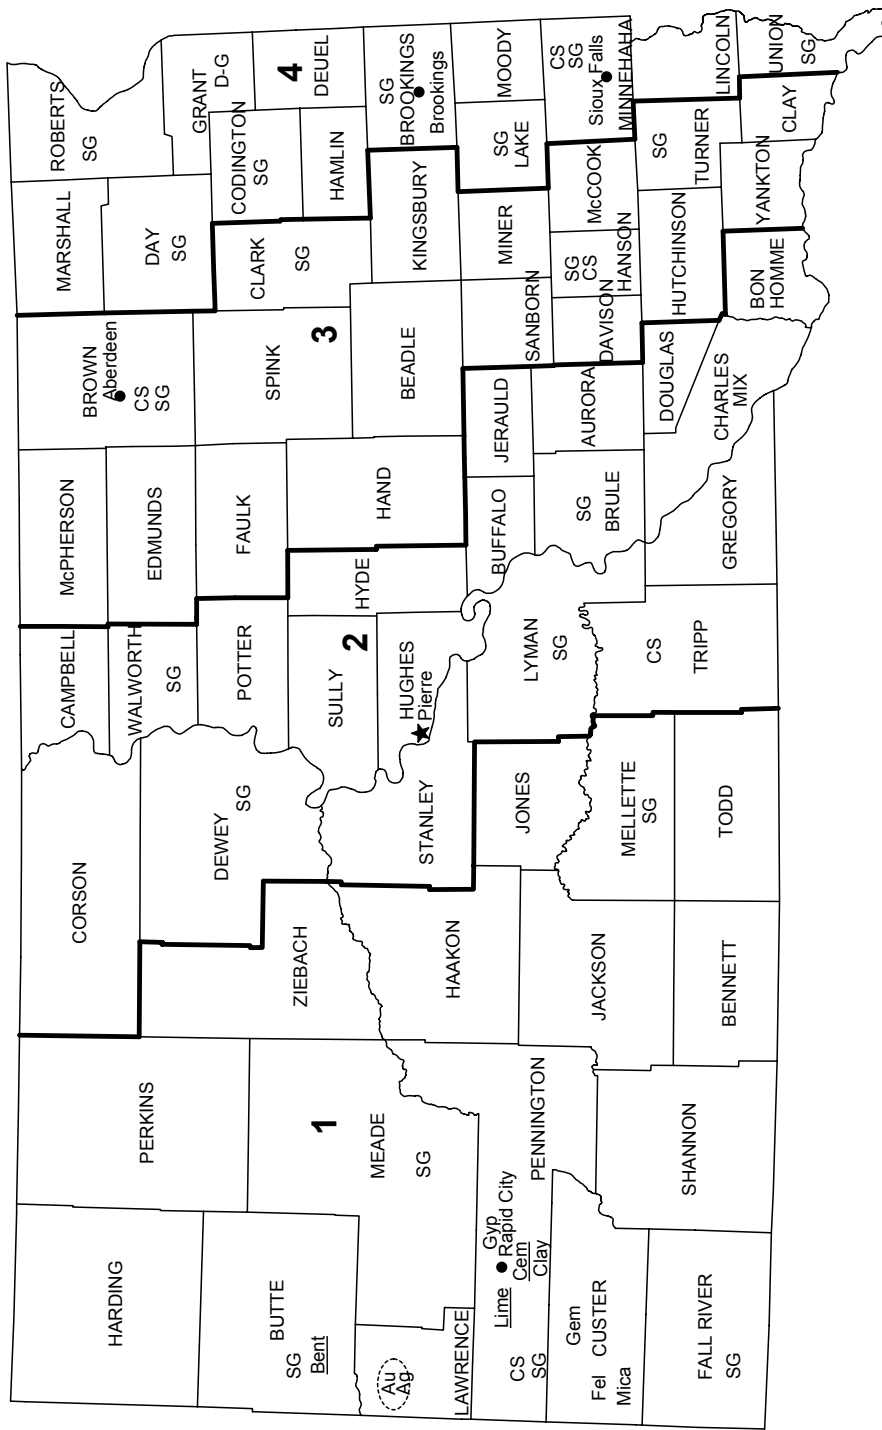 HARDING
PERKINS
CORSON
CAMPBELL
McPHERSON
BROWN
Aberdeen
CS
SG
MARSHALL
ROBERTS
SG
BUTTE
SG
Bent
MEADE
SG
1
ZIEBACH
DEWEY
SG
WALWORTH
SG
EDMUNDS
DAY
SG
GRANT
D-G
POTTER
FAULK
SPINK
3
CLARK
SG
CODINGTON
SG
HAMLIN
4
DEUEL
Au
Ag
LAWRENCE
HAAKON
STANLEY
SULLY
2
HUGHES
Pierre
HYDE
HAND
BEADLE
KINGSBURY
SG
BROOKINGS
Brookings
Lime
Gyp
Rapid City
Cem
Clay
CS
SG
PENNINGTON
JACKSON
JONES
LYMAN
SG
BUFFALO
JERAULD
SANBORN
MINER
SG
LAKE
MOODY
Gem
Fel
CUSTER
Mica
SHANNON
MELLETTE
SG
CS
TRIPP
SG
BRULE
AURORA
DAVISON
SG
CS
HANSON
McCOOK
CS
SG
Sioux Falls
MINNEHAHA
FALL RIVER
SG
BENNETT
TODD
GREGORY
CHARLES
MIX
DOUGLAS
HUTCHINSON
SG
TURNER
LINCOLN
BON
HOMME
YANKTON
CLAY
UNION
SG